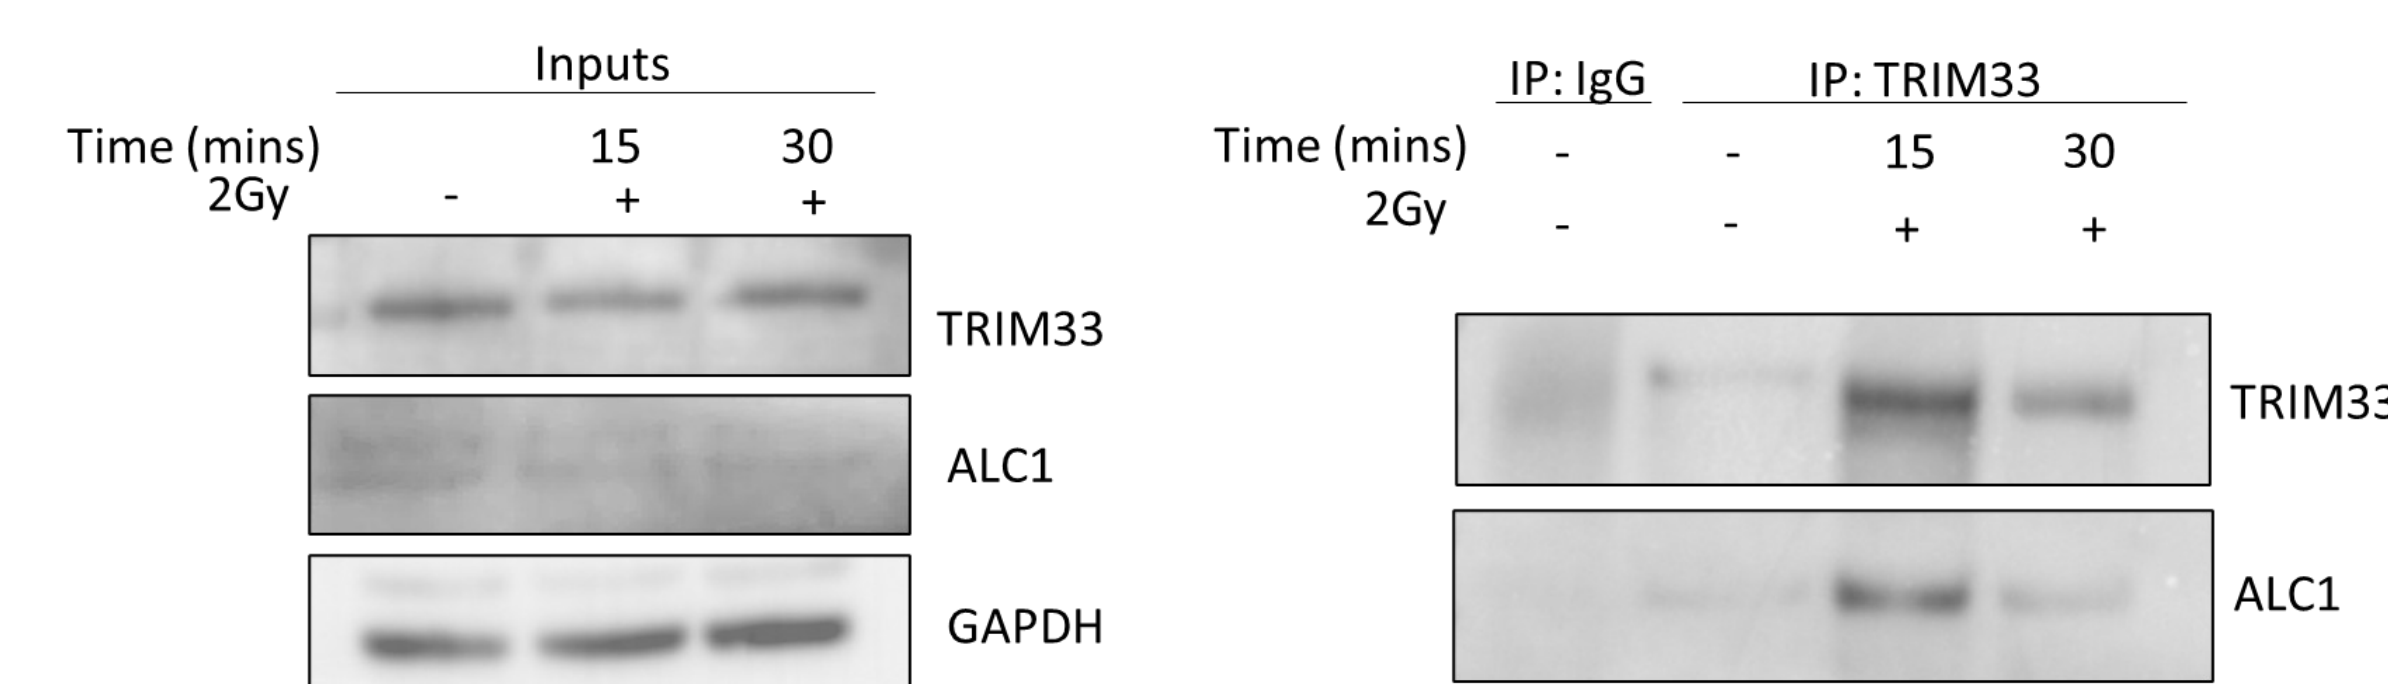 Inputs
Time (mins) 15 30
2Gy - + +
TRIM33
ALC1
GAPDH
IP: IgG IP: TRIM33
Time (mins) - - 15 30
2Gy - - + +
TRIM33
ALC1